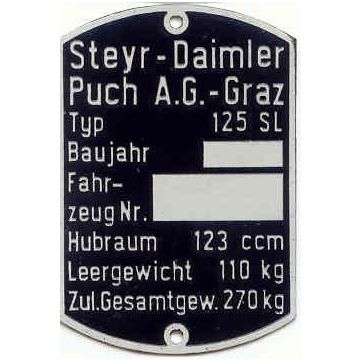 Steyr-Daimler
Puch A.G.-Graz
Typ 125 SL
Baujahr
Fahr-
zeug Nr.
Hubraum 123 ccm
Leergewicht 110 kg
Zul.Gesamtgew. 270 kg